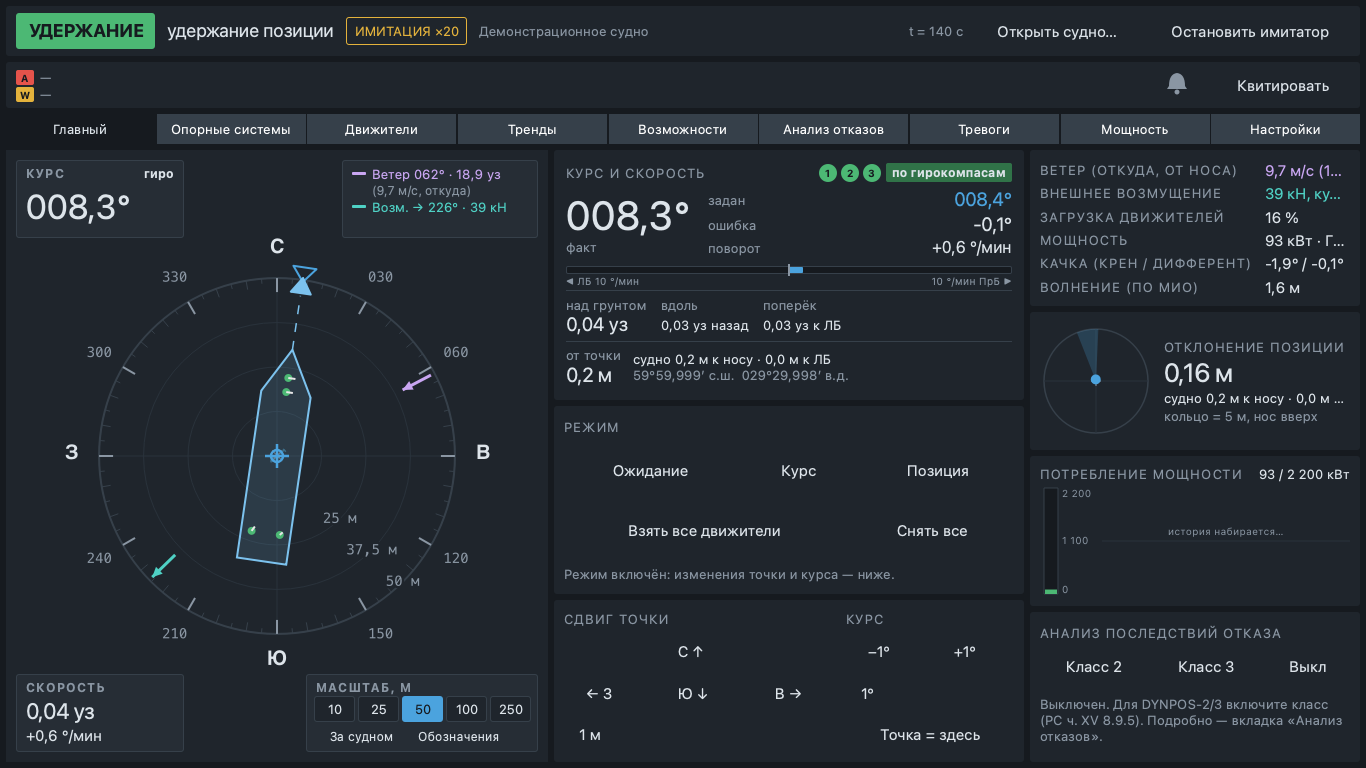 УДЕРЖАНИЕ удержание позиции ИМИТАЦИЯ ×20 Демонстрационное судно t = 140 с Открыть судно... Остановить имитатор
A —
W —
Квитировать
Главный Опорные системы Движители Тренды Возможности Анализ отказов Тревоги Мощность Настройки
КУРС гиро
008,3°
Ветер 062° · 18,9 уз
(9,7 м/с, откуда)
Возм. → 226° · 39 кН
С
330 030
300 060
З В
240 120
210 150
Ю
25 м
37,5 м
50 м
СКОРОСТЬ
0,04 уз
+0,6 °/мин
МАСШТАБ, М
10 25 50 100 250
За судном Обозначения
КУРС И СКОРОСТЬ 1 2 3 по гирокомпасам
008,3°
факт
задан 008,4°
ошибка -0,1°
поворот +0,6 °/мин
◀ ЛБ 10 °/мин 10 °/мин ПрБ ▶
над грунтом вдоль поперёк
0,04 уз 0,03 уз назад 0,03 уз к ЛБ
от точки судно 0,2 м к носу · 0,0 м к ЛБ
0,2 м 59°59,999′ с.ш. 029°29,998′ в.д.
РЕЖИМ
Ожидание Курс Позиция
Взять все движители Снять все
Режим включён: изменения точки и курса — ниже.
СДВИГ ТОЧКИ КУРС
С ↑ −1° +1°
← З Ю ↓ В → 1°
1 м Точка = здесь
ВЕТЕР (ОТКУДА, ОТ НОСА) 9,7 м/с (1...
ВНЕШНЕЕ ВОЗМУЩЕНИЕ 39 кН, ку...
ЗАГРУЗКА ДВИЖИТЕЛЕЙ 16 %
МОЩНОСТЬ 93 кВт · Г...
КАЧКА (КРЕН / ДИФФЕРЕНТ) -1,9° / -0,1°
ВОЛНЕНИЕ (ПО МИО) 1,6 м
ОТКЛОНЕНИЕ ПОЗИЦИИ
0,16 м
судно 0,2 м к носу · 0,0 м ...
кольцо = 5 м, нос вверх
ПОТРЕБЛЕНИЕ МОЩНОСТИ 93 / 2 200 кВт
2 200
история набирается...
1 100
0
АНАЛИЗ ПОСЛЕДСТВИЙ ОТКАЗА
Класс 2 Класс 3 Выкл
Выключен. Для DYNPOS-2/3 включите класс
(РС ч. XV 8.9.5). Подробно — вкладка «Анализ
отказов».